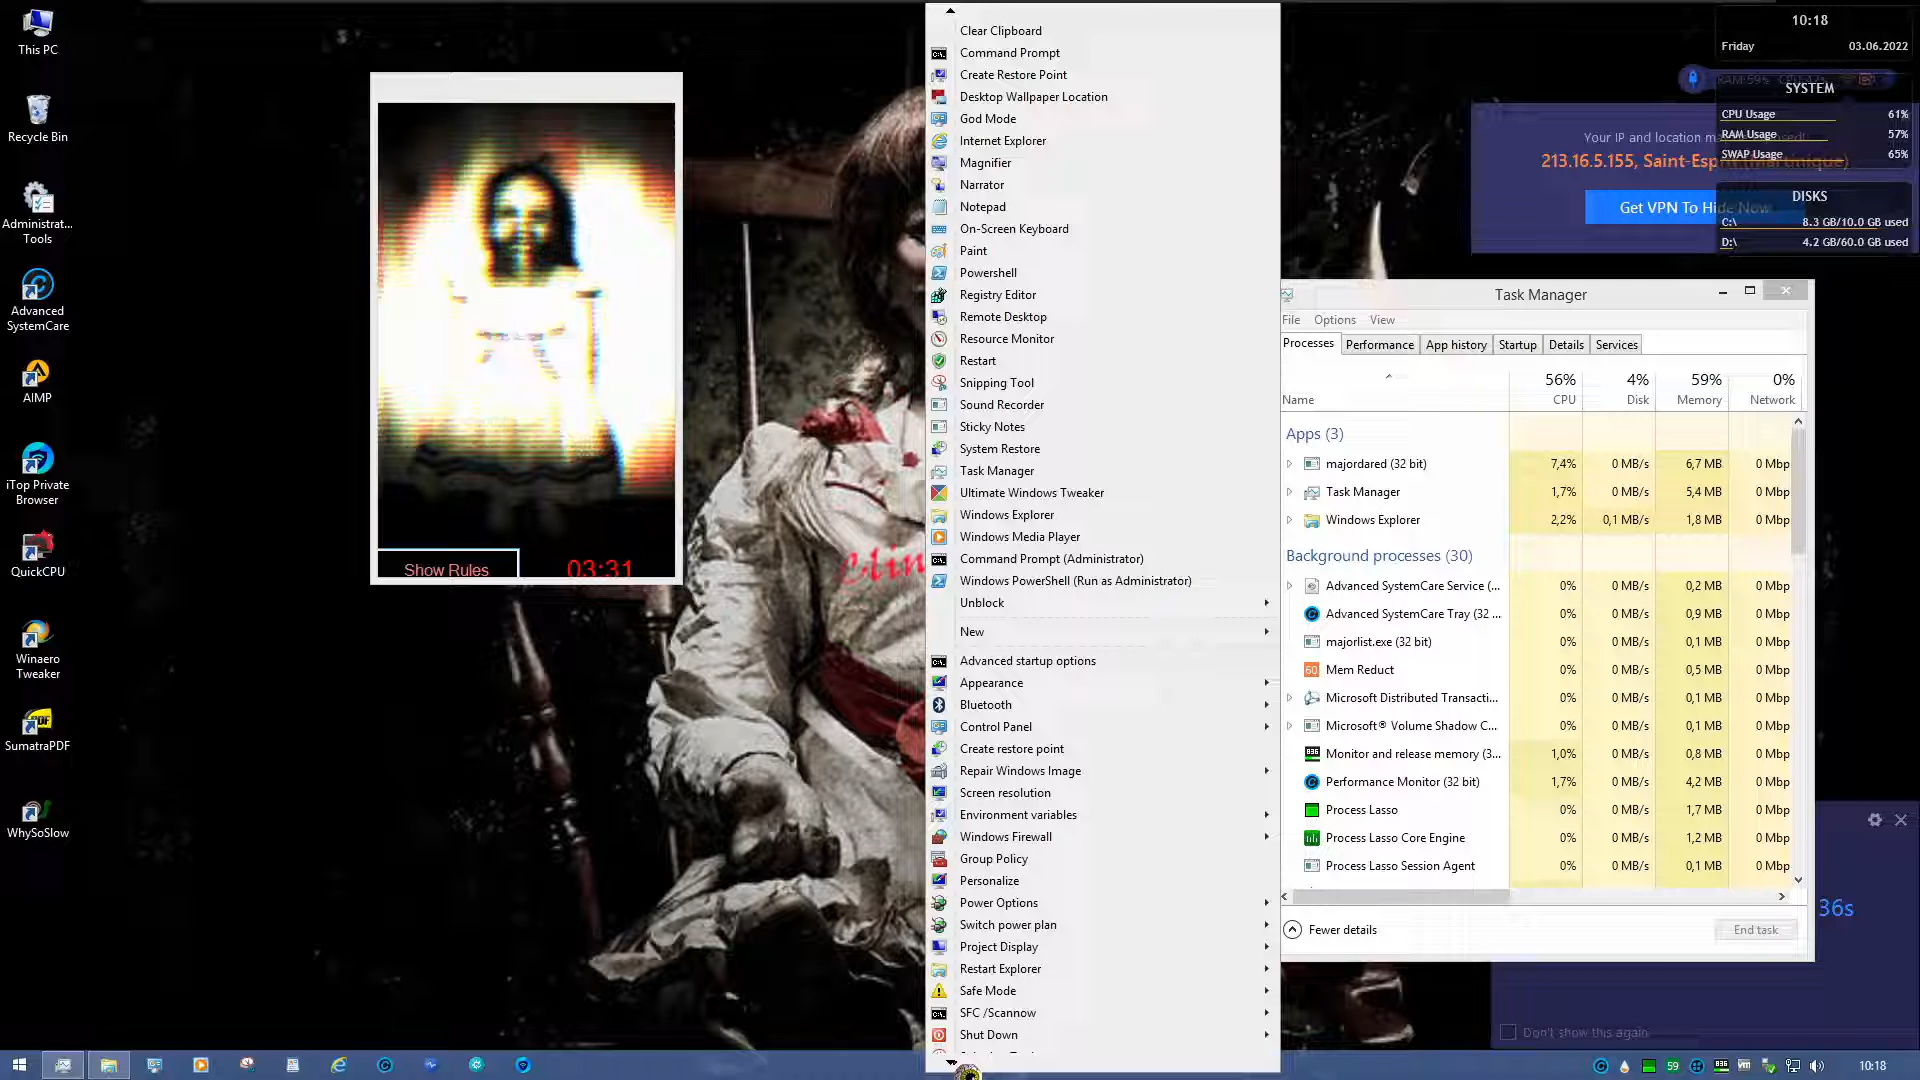 This PC
Recycle Bin
Administrat...
Tools
Advanced
SystemCare
AIMP
iTop Private
Browser
QuickCPU
Winaero
Tweaker
SumatraPDF
WhySoSlow
Show Rules
03:31
Clear Clipboard
Command Prompt
Create Restore Point
Desktop Wallpaper Location
God Mode
Internet Explorer
Magnifier
Narrator
Notepad
On-Screen Keyboard
Paint
Powershell
Registry Editor
Remote Desktop
Resource Monitor
Restart
Snipping Tool
Sound Recorder
Sticky Notes
System Restore
Task Manager
Ultimate Windows Tweaker
Windows Explorer
Windows Media Player
Command Prompt (Administrator)
Windows PowerShell (Run as Administrator)
Unblock
New
Advanced startup options
Appearance
Bluetooth
Control Panel
Create restore point
Repair Windows Image
Screen resolution
Environment variables
Windows Firewall
Group Policy
Personalize
Power Options
Switch power plan
Project Display
Restart Explorer
Safe Mode
SFC /Scannow
Shut Down
10:18
Friday 03.06.2022
SYSTEM
CPU Usage 61%
RAM Usage 57%
SWAP Usage 65%
DISKS
C:\ 8.3 GB/10.0 GB used
D:\ 4.2 GB/60.0 GB used
Your IP and location
213.16.5.155, Saint-Esprit (Martinique)
Get VPN To Hide Now
Task Manager
File Options View
Processes Performance App history Startup Details Services
56% 4% 59% 0%
Name CPU Disk Memory Network
Apps (3)
majordared (32 bit) 7,4% 0 MB/s 6,7 MB 0 Mbp
Task Manager 1,7% 0 MB/s 5,4 MB 0 Mbp
Windows Explorer 2,2% 0,1 MB/s 1,8 MB 0 Mbp
Background processes (30)
Advanced SystemCare Service (... 0% 0 MB/s 0,2 MB 0 Mbp
Advanced SystemCare Tray (32 ... 0% 0 MB/s 0,9 MB 0 Mbp
majorlist.exe (32 bit) 0% 0 MB/s 0,1 MB 0 Mbp
Mem Reduct 0% 0 MB/s 0,5 MB 0 Mbp
Microsoft Distributed Transacti... 0% 0 MB/s 0,1 MB 0 Mbp
Microsoft® Volume Shadow C... 0% 0 MB/s 0,1 MB 0 Mbp
Monitor and release memory (3... 1,0% 0 MB/s 0,8 MB 0 Mbp
Performance Monitor (32 bit) 1,7% 0 MB/s 4,2 MB 0 Mbp
Process Lasso 0% 0 MB/s 1,7 MB 0 Mbp
Process Lasso Core Engine 0% 0 MB/s 1,2 MB 0 Mbp
Process Lasso Session Agent 0% 0 MB/s 0,1 MB 0 Mbp
Fewer details End task
36s
Don't show this again
59
10:18